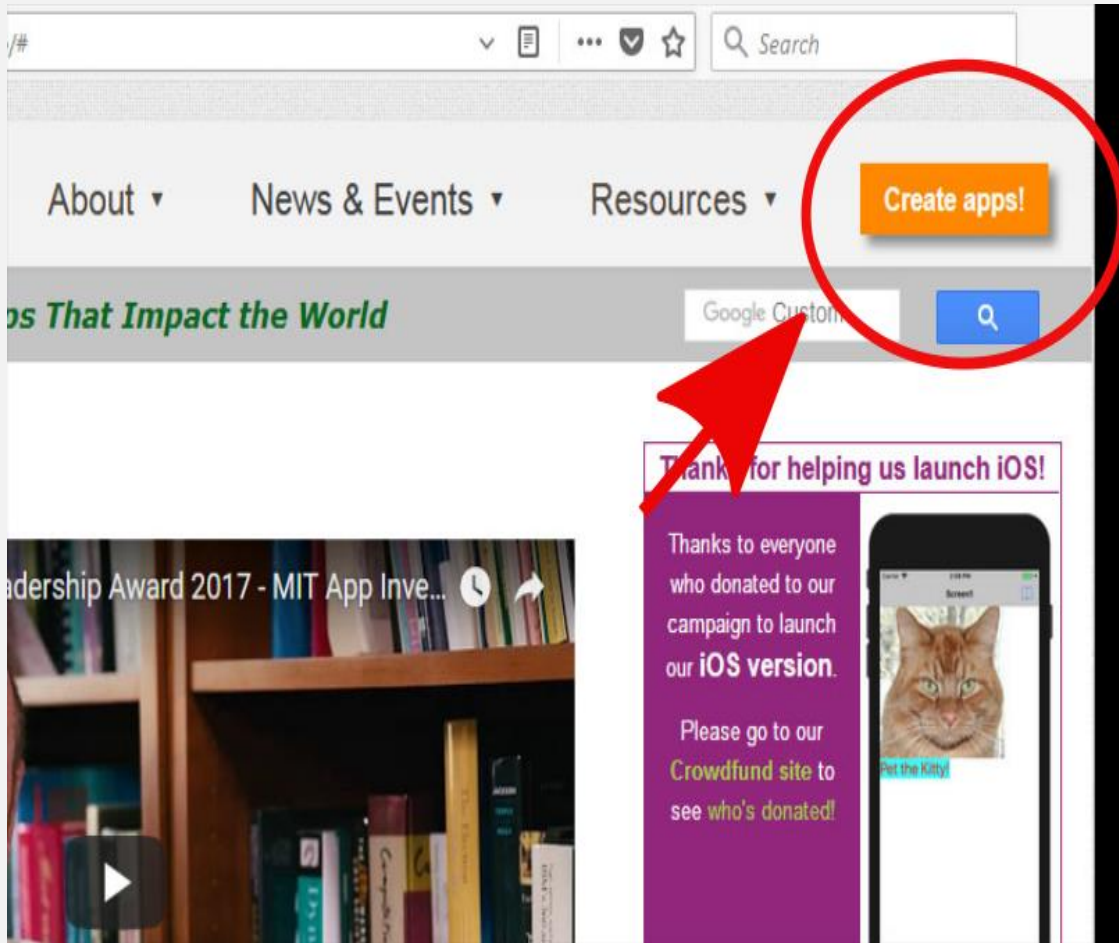 /#
Search
About
News & Events
Resources
Create apps!
ps That Impact the World
Google Custom
Thanks for helping us launch iOS!
adership Award 2017 - MIT App Inve...
Thanks to everyone
who donated to our
campaign to launch
our iOS version.
Please go to our
Crowdfund site to
see who's donated!
Screen1
Pet the Kitty!